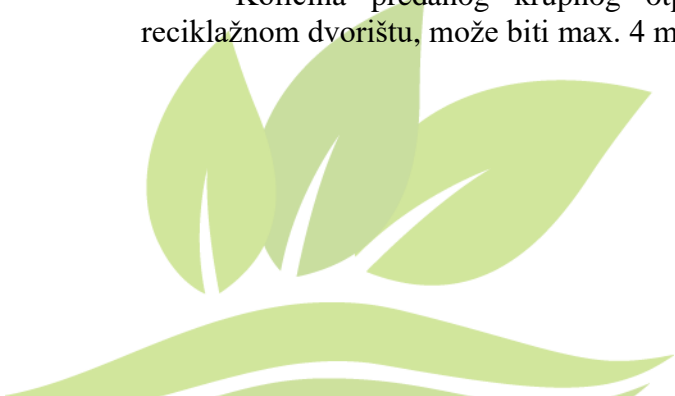 Količina predanog krupnog
reciklažnom dvorištu, može biti max. 4